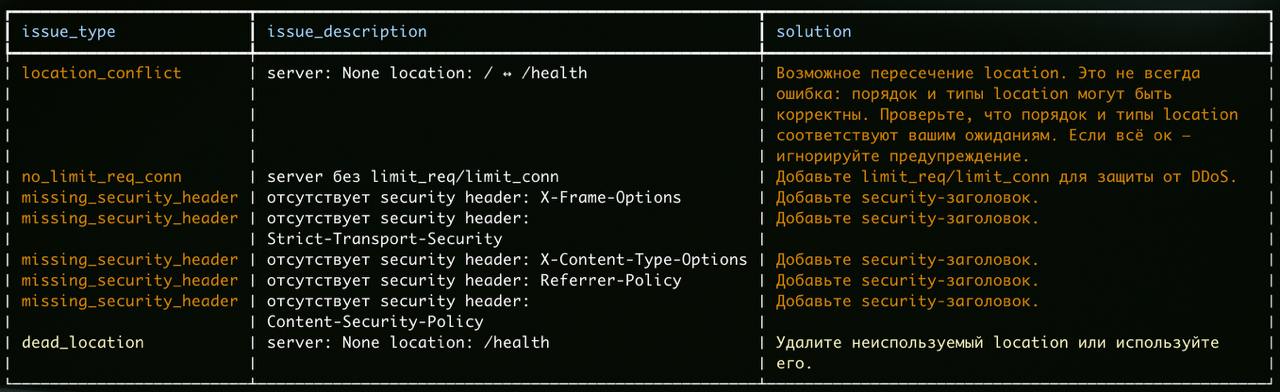 issue_type | issue_description | solution
location_conflict | server: None location: / ↔ /health | Возможное пересечение location. Это не всегда
ошибка: порядок и типы location могут быть
корректны. Проверьте, что порядок и типы location
соответствуют вашим ожиданиям. Если всё ок –
игнорируйте предупреждение.
no_limit_req_conn | server без limit_req/limit_conn | Добавьте limit_req/limit_conn для защиты от DDoS.
missing_security_header | отсутствует security header: X-Frame-Options | Добавьте security-заголовок.
missing_security_header | отсутствует security header: | Добавьте security-заголовок.
Strict-Transport-Security
missing_security_header | отсутствует security header: X-Content-Type-Options | Добавьте security-заголовок.
missing_security_header | отсутствует security header: Referrer-Policy | Добавьте security-заголовок.
missing_security_header | отсутствует security header: | Добавьте security-заголовок.
Content-Security-Policy
dead_location | server: None location: /health | Удалите неиспользуемый location или используйте
его.